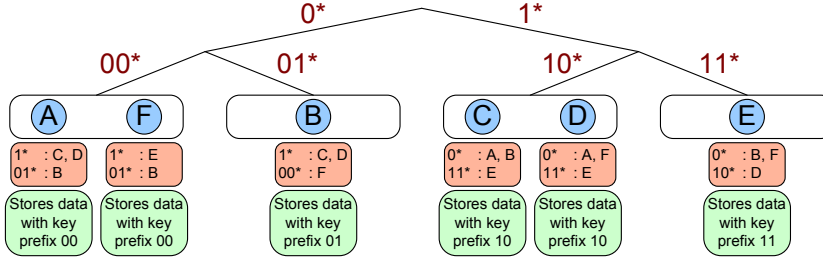 0* 1*
00* 01* 10* 11*
A F B C D E
1* : C, D
01* : B
1* : E
01* : B
1* : C, D
00* : F
0* : A, B
11* : E
0* : A, F
11* : E
0* : B, F
10* : D
Stores data
with key
prefix 00
Stores data
with key
prefix 00
Stores data
with key
prefix 01
Stores data
with key
prefix 10
Stores data
with key
prefix 10
Stores data
with key
prefix 11